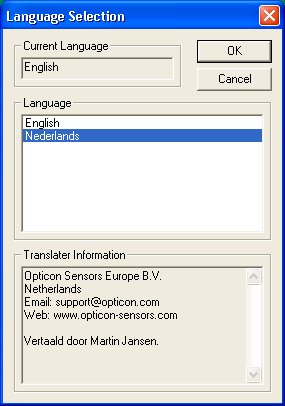 Language Selection
Current Language
OK
English
Cancel
Language
English
Nederlands
Translater Information
Opticon Sensors Europe B.V.
Netherlands
Email: support@opticon.com
Web: www.opticon-sensors.com
Vertaald door Martin Jansen.